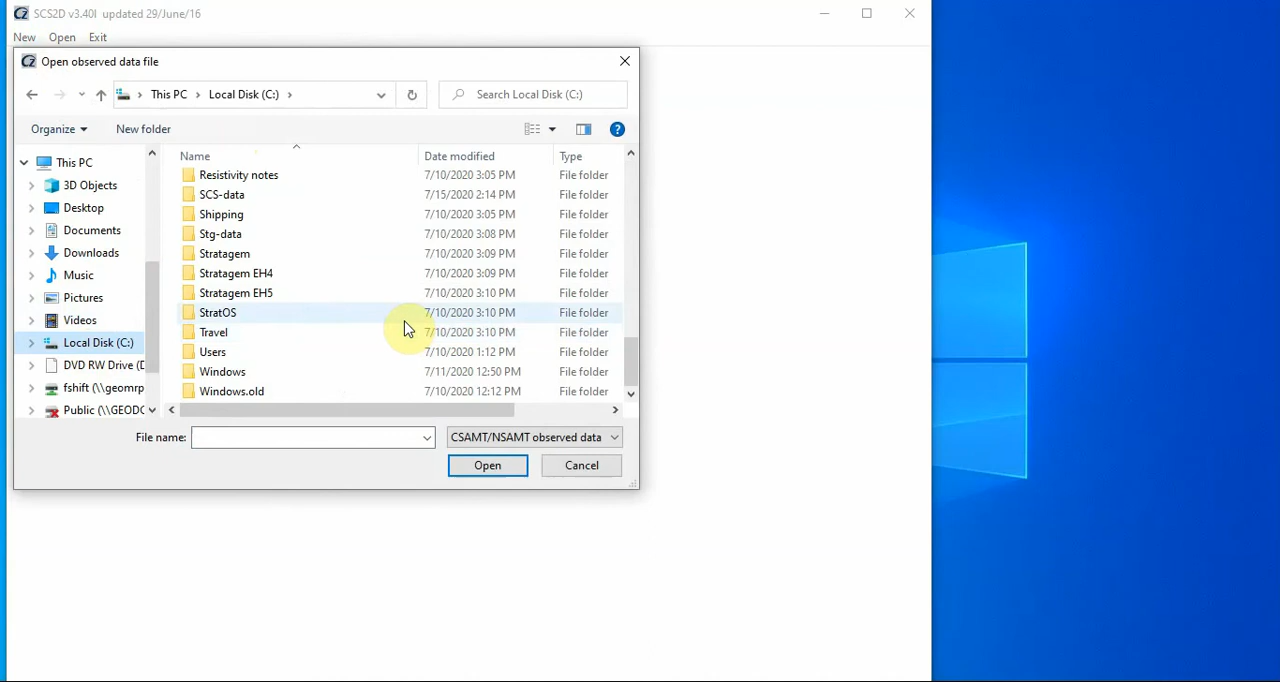 SCS2D v3.40l updated 29/June/16
New Open Exit
Open observed data file
This PC > Local Disk (C:) >
Search Local Disk (C:)
Organize New folder
This PC
3D Objects
Desktop
Documents
Downloads
Music
Pictures
Videos
Local Disk (C:)
DVD RW Drive (D
fshift (\\geomrp
Public (\\GEODC
Name Date modified Type
Resistivity notes 7/10/2020 3:05 PM File folder
SCS-data 7/15/2020 2:14 PM File folder
Shipping 7/10/2020 3:05 PM File folder
Stg-data 7/10/2020 3:08 PM File folder
Stratagem 7/10/2020 3:09 PM File folder
Stratagem EH4 7/10/2020 3:09 PM File folder
Stratagem EH5 7/10/2020 3:10 PM File folder
StratOS 7/10/2020 3:10 PM File folder
Travel 7/10/2020 3:10 PM File folder
Users 7/10/2020 1:12 PM File folder
Windows 7/11/2020 12:50 PM File folder
Windows.old 7/10/2020 12:12 PM File folder
File name: CSAMT/NSAMT observed data
Open Cancel